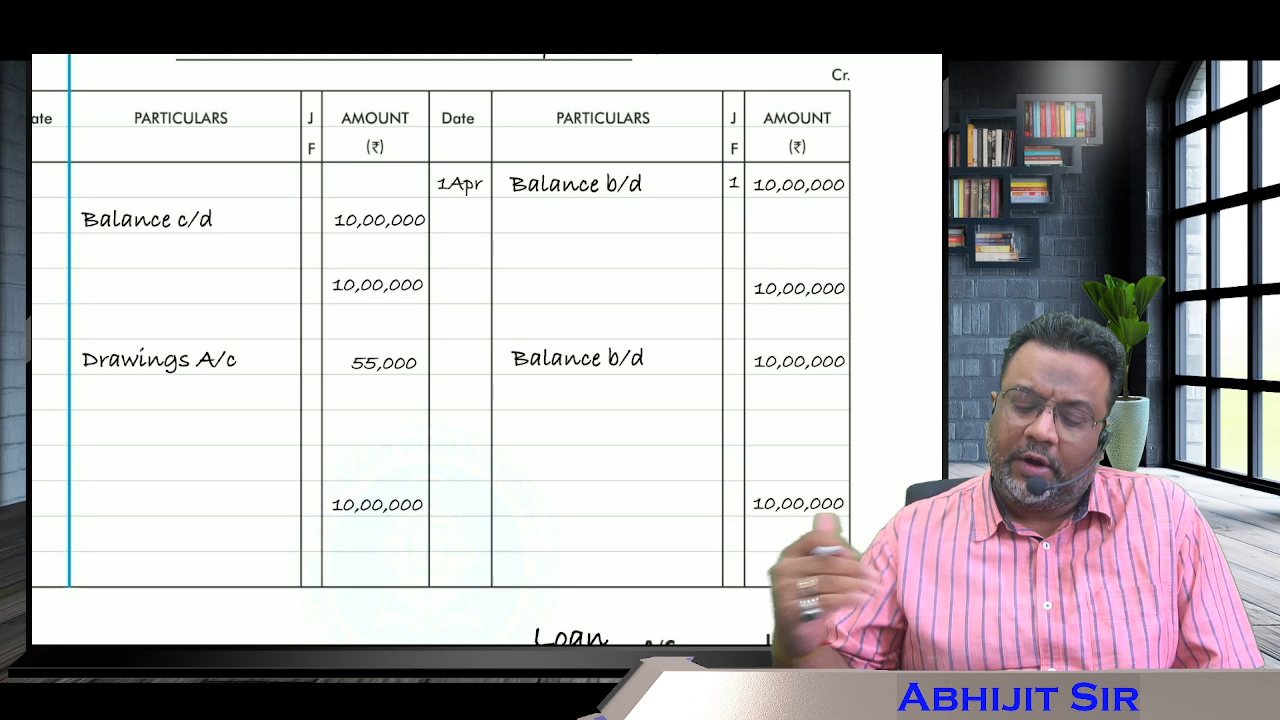 Cr.
ate PARTICULARS J F AMOUNT (₹) Date PARTICULARS J F AMOUNT (₹)
1 Apr Balance b/d 1 10,00,000
Balance c/d 10,00,000
10,00,000 10,00,000
Drawings A/c 55,000 Balance b/d 10,00,000
10,00,000 10,00,000
Loan
ABHIJIT SIR